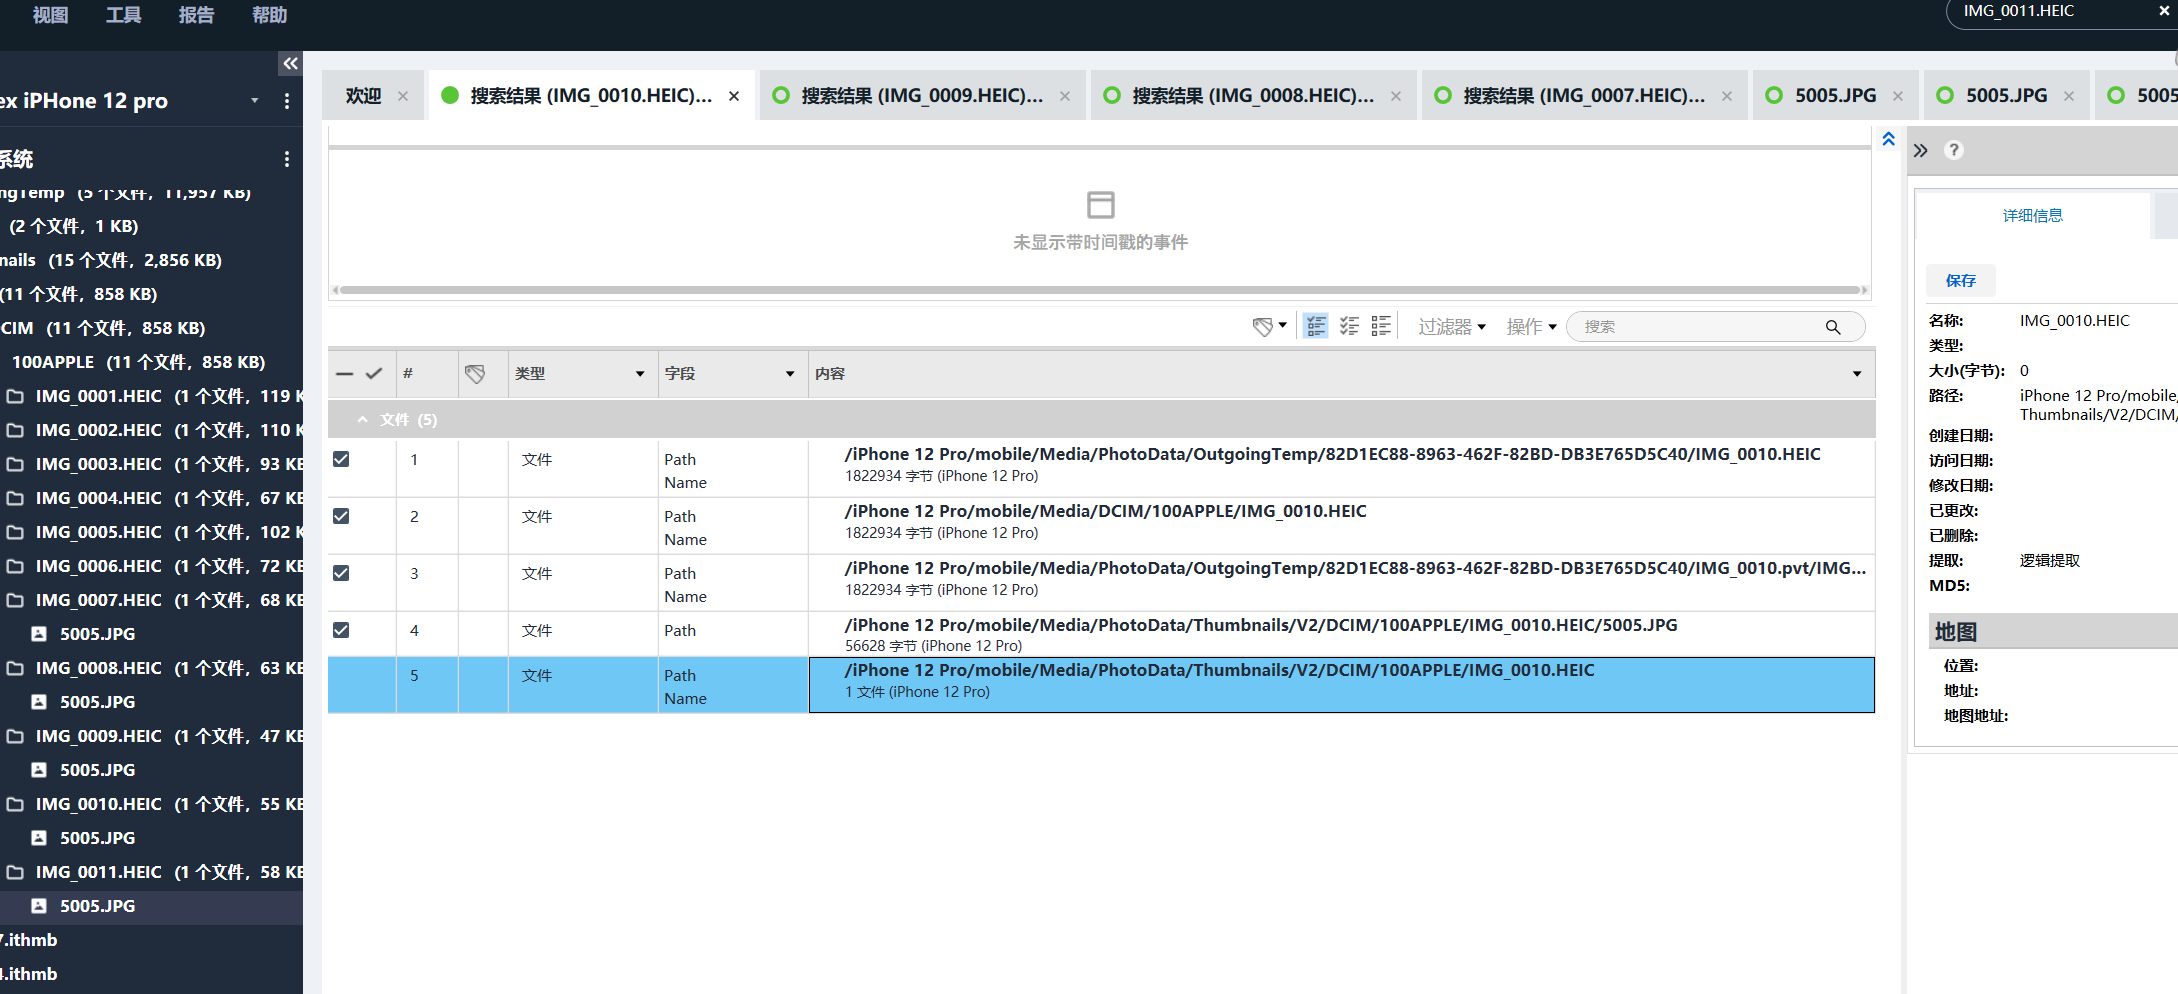 视图 工具 报告 帮助
IMG_0011.HEIC
ex iPHone 12 pro
系统
ngTemp (5 个文件，11,957 KB)
(2 个文件，1 KB)
nails (15 个文件，2,856 KB)
(11 个文件，858 KB)
CIM (11 个文件，858 KB)
100APPLE (11 个文件，858 KB)
IMG_0001.HEIC (1 个文件，119 K
IMG_0002.HEIC (1 个文件，110 K
IMG_0003.HEIC (1 个文件，93 KE
IMG_0004.HEIC (1 个文件，67 KE
IMG_0005.HEIC (1 个文件，102 K
IMG_0006.HEIC (1 个文件，72 KE
IMG_0007.HEIC (1 个文件，68 KE
5005.JPG
IMG_0008.HEIC (1 个文件，63 KE
5005.JPG
IMG_0009.HEIC (1 个文件，47 KE
5005.JPG
IMG_0010.HEIC (1 个文件，55 KE
5005.JPG
IMG_0011.HEIC (1 个文件，58 KE
5005.JPG
.ithmb
.ithmb
欢迎
搜索结果 (IMG_0010.HEIC)...
搜索结果 (IMG_0009.HEIC)...
搜索结果 (IMG_0008.HEIC)...
搜索结果 (IMG_0007.HEIC)...
5005.JPG
5005.JPG
5005
未显示带时间戳的事件
过滤器 操作 搜索
# 类型 字段 内容
文件 (5)
1 文件 Path /iPhone 12 Pro/mobile/Media/PhotoData/OutgoingTemp/82D1EC88-8963-462F-82BD-DB3E765D5C40/IMG_0010.HEIC
Name 1822934 字节 (iPhone 12 Pro)
2 文件 Path /iPhone 12 Pro/mobile/Media/DCIM/100APPLE/IMG_0010.HEIC
Name 1822934 字节 (iPhone 12 Pro)
3 文件 Path /iPhone 12 Pro/mobile/Media/PhotoData/OutgoingTemp/82D1EC88-8963-462F-82BD-DB3E765D5C40/IMG_0010.pvt/IMG...
Name 1822934 字节 (iPhone 12 Pro)
4 文件 Path /iPhone 12 Pro/mobile/Media/PhotoData/Thumbnails/V2/DCIM/100APPLE/IMG_0010.HEIC/5005.JPG
56628 字节 (iPhone 12 Pro)
5 文件 Path /iPhone 12 Pro/mobile/Media/PhotoData/Thumbnails/V2/DCIM/100APPLE/IMG_0010.HEIC
Name 1 文件 (iPhone 12 Pro)
?
详细信息
保存
名称: IMG_0010.HEIC
类型:
大小(字节): 0
路径: iPhone 12 Pro/mobile/
Thumbnails/V2/DCIM/
创建日期:
访问日期:
修改日期:
已更改:
已删除:
提取: 逻辑提取
MD5:
地图
位置:
地址:
地图地址: